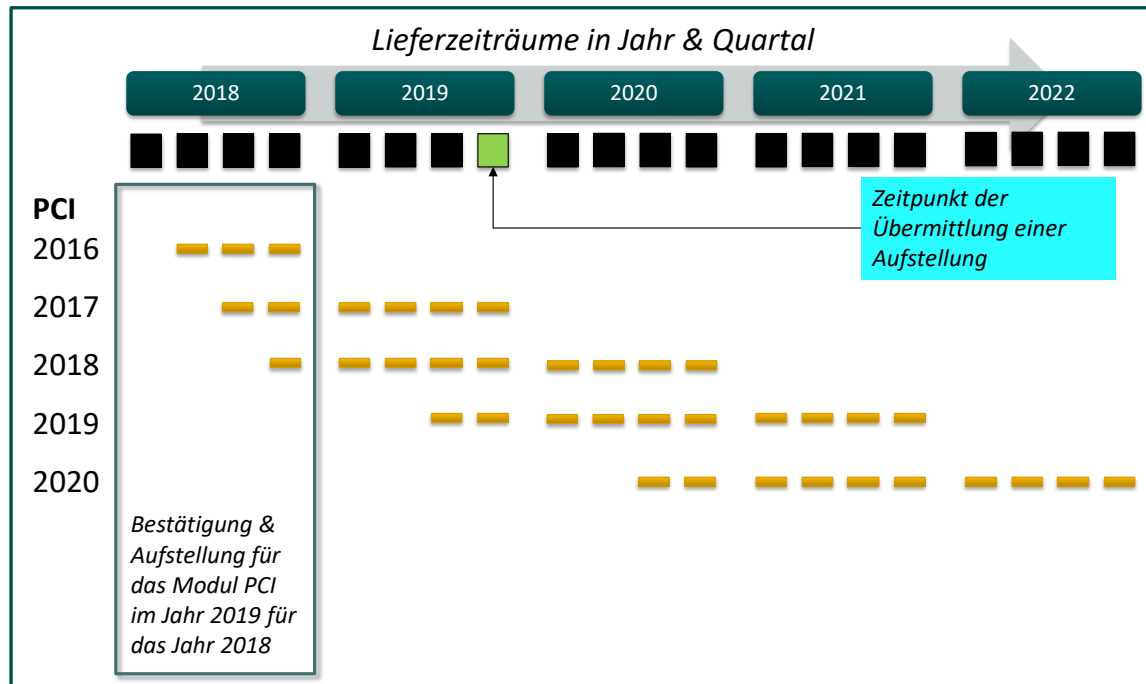 Lieferzeiträume in Jahr & Quartal
2018
2019
2020
2021
2022
Zeitpunkt der
Übermittlung einer
Aufstellung
PCI
2016
2017
2018
2019
2020
Bestätigung &
Aufstellung für
das Modul PCI
im Jahr 2019 für
das Jahr 2018